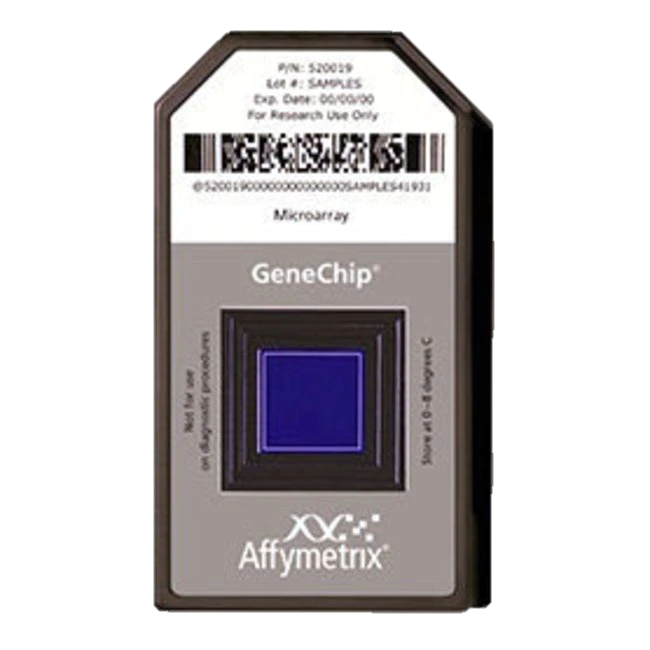 P/N: 520019
Lot #: SAMPLES
Exp. Date: 00/00/00
For Research Use Only
@52001900000000000000SAMPLES41931
Microarray
GeneChip®
Not for use
on diagnostic procedures
Store at 0-8 degrees C
Affymetrix®